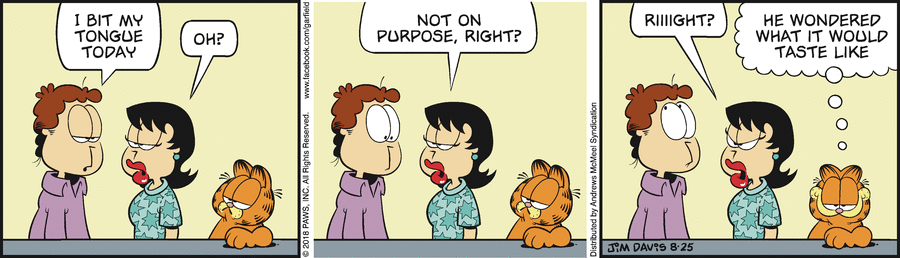 I BIT MY
TONGUE
TODAY
OH?
© 2018 PAWS, INC. All Rights Reserved. www.facebook.com/garfield
NOT ON
PURPOSE, RIGHT?
Distributed by Andrews McMeel Syndication
RIIIIGHT?
HE WONDERED
WHAT IT WOULD
TASTE LIKE
JIM DAVIS 8·25